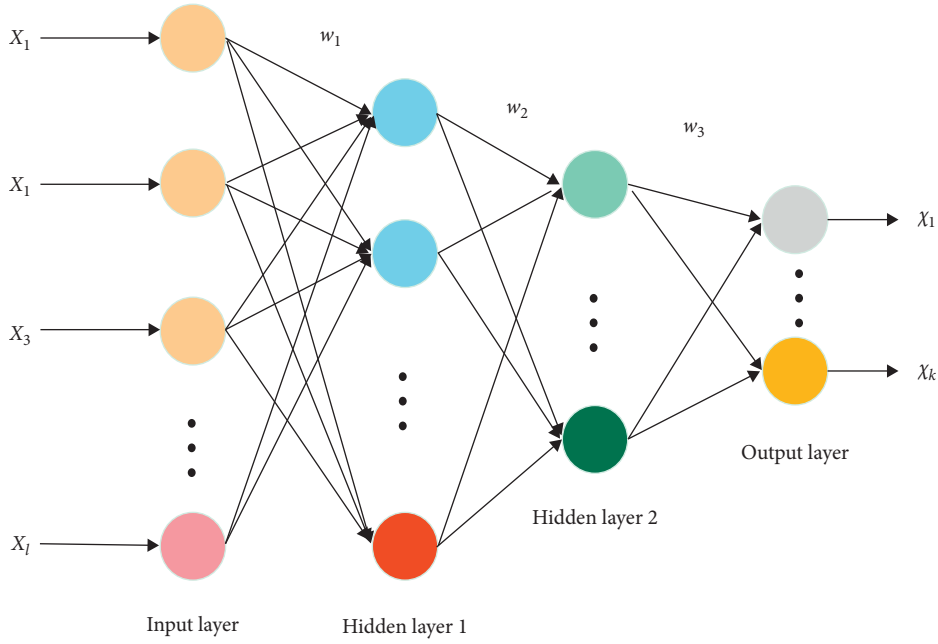 X1
w1
w2
w3
X1
χ1
X3
χk
Output layer
Hidden layer 2
Xl
Input layer
Hidden layer 1